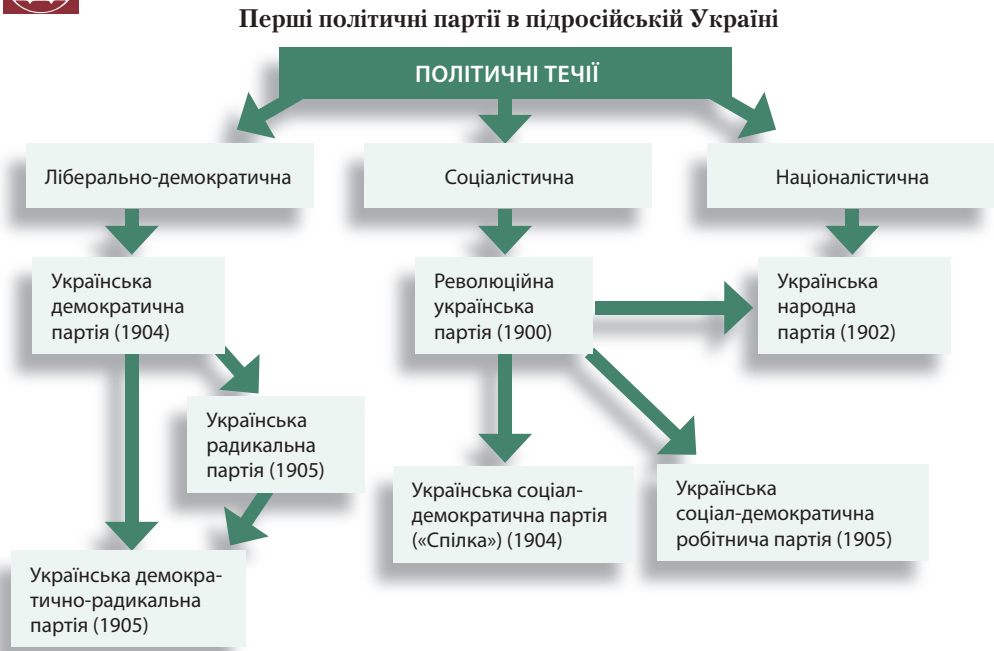 Перші політичні партії в підросійській Україні
ПОЛІТИЧНІ ТЕЧІЇ
Ліберально-демократична
Соціалістична
Націоналістична
Українська
демократична
партія (1904)
Революційна
українська
партія (1900)
Українська
народна
партія (1902)
Українська
радикальна
партія (1905)
Українська соціал-
демократична партія
(«Спілка») (1904)
Українська
соціал-демократична
робітнича партія (1905)
Українська демокра-
тично-радикальна
партія (1905)